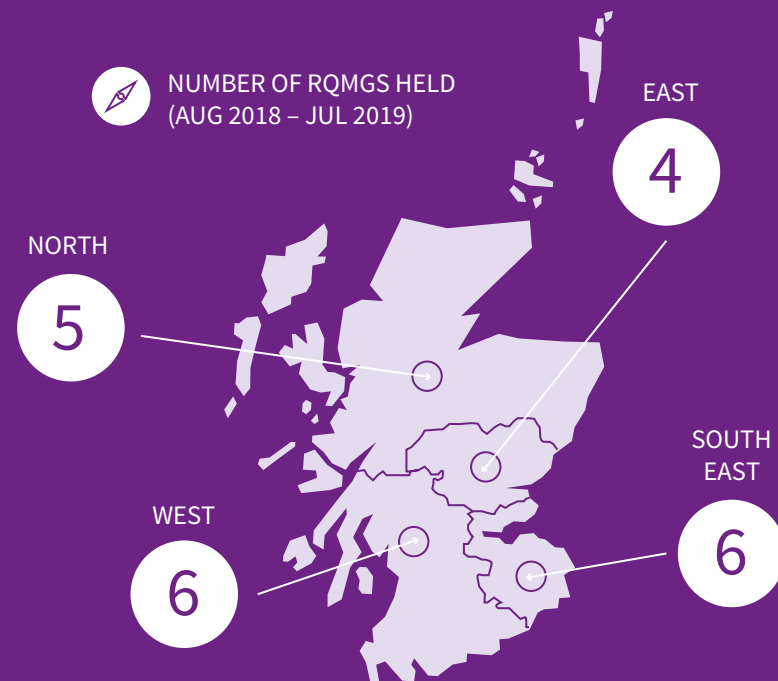 NUMBER OF RQMGS HELD
(AUG 2018 – JUL 2019)
EAST
4
NORTH
5
SOUTH
EAST
6
WEST
6